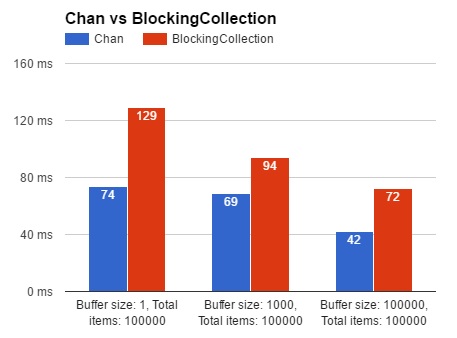 Chan vs BlockingCollection
Chan BlockingCollection
160 ms
120 ms
80 ms
40 ms
0 ms
74
129
69
94
42
72
Buffer size: 1, Total
items: 100000
Buffer size: 1000,
Total items: 100000
Buffer size: 100000,
Total items: 100000